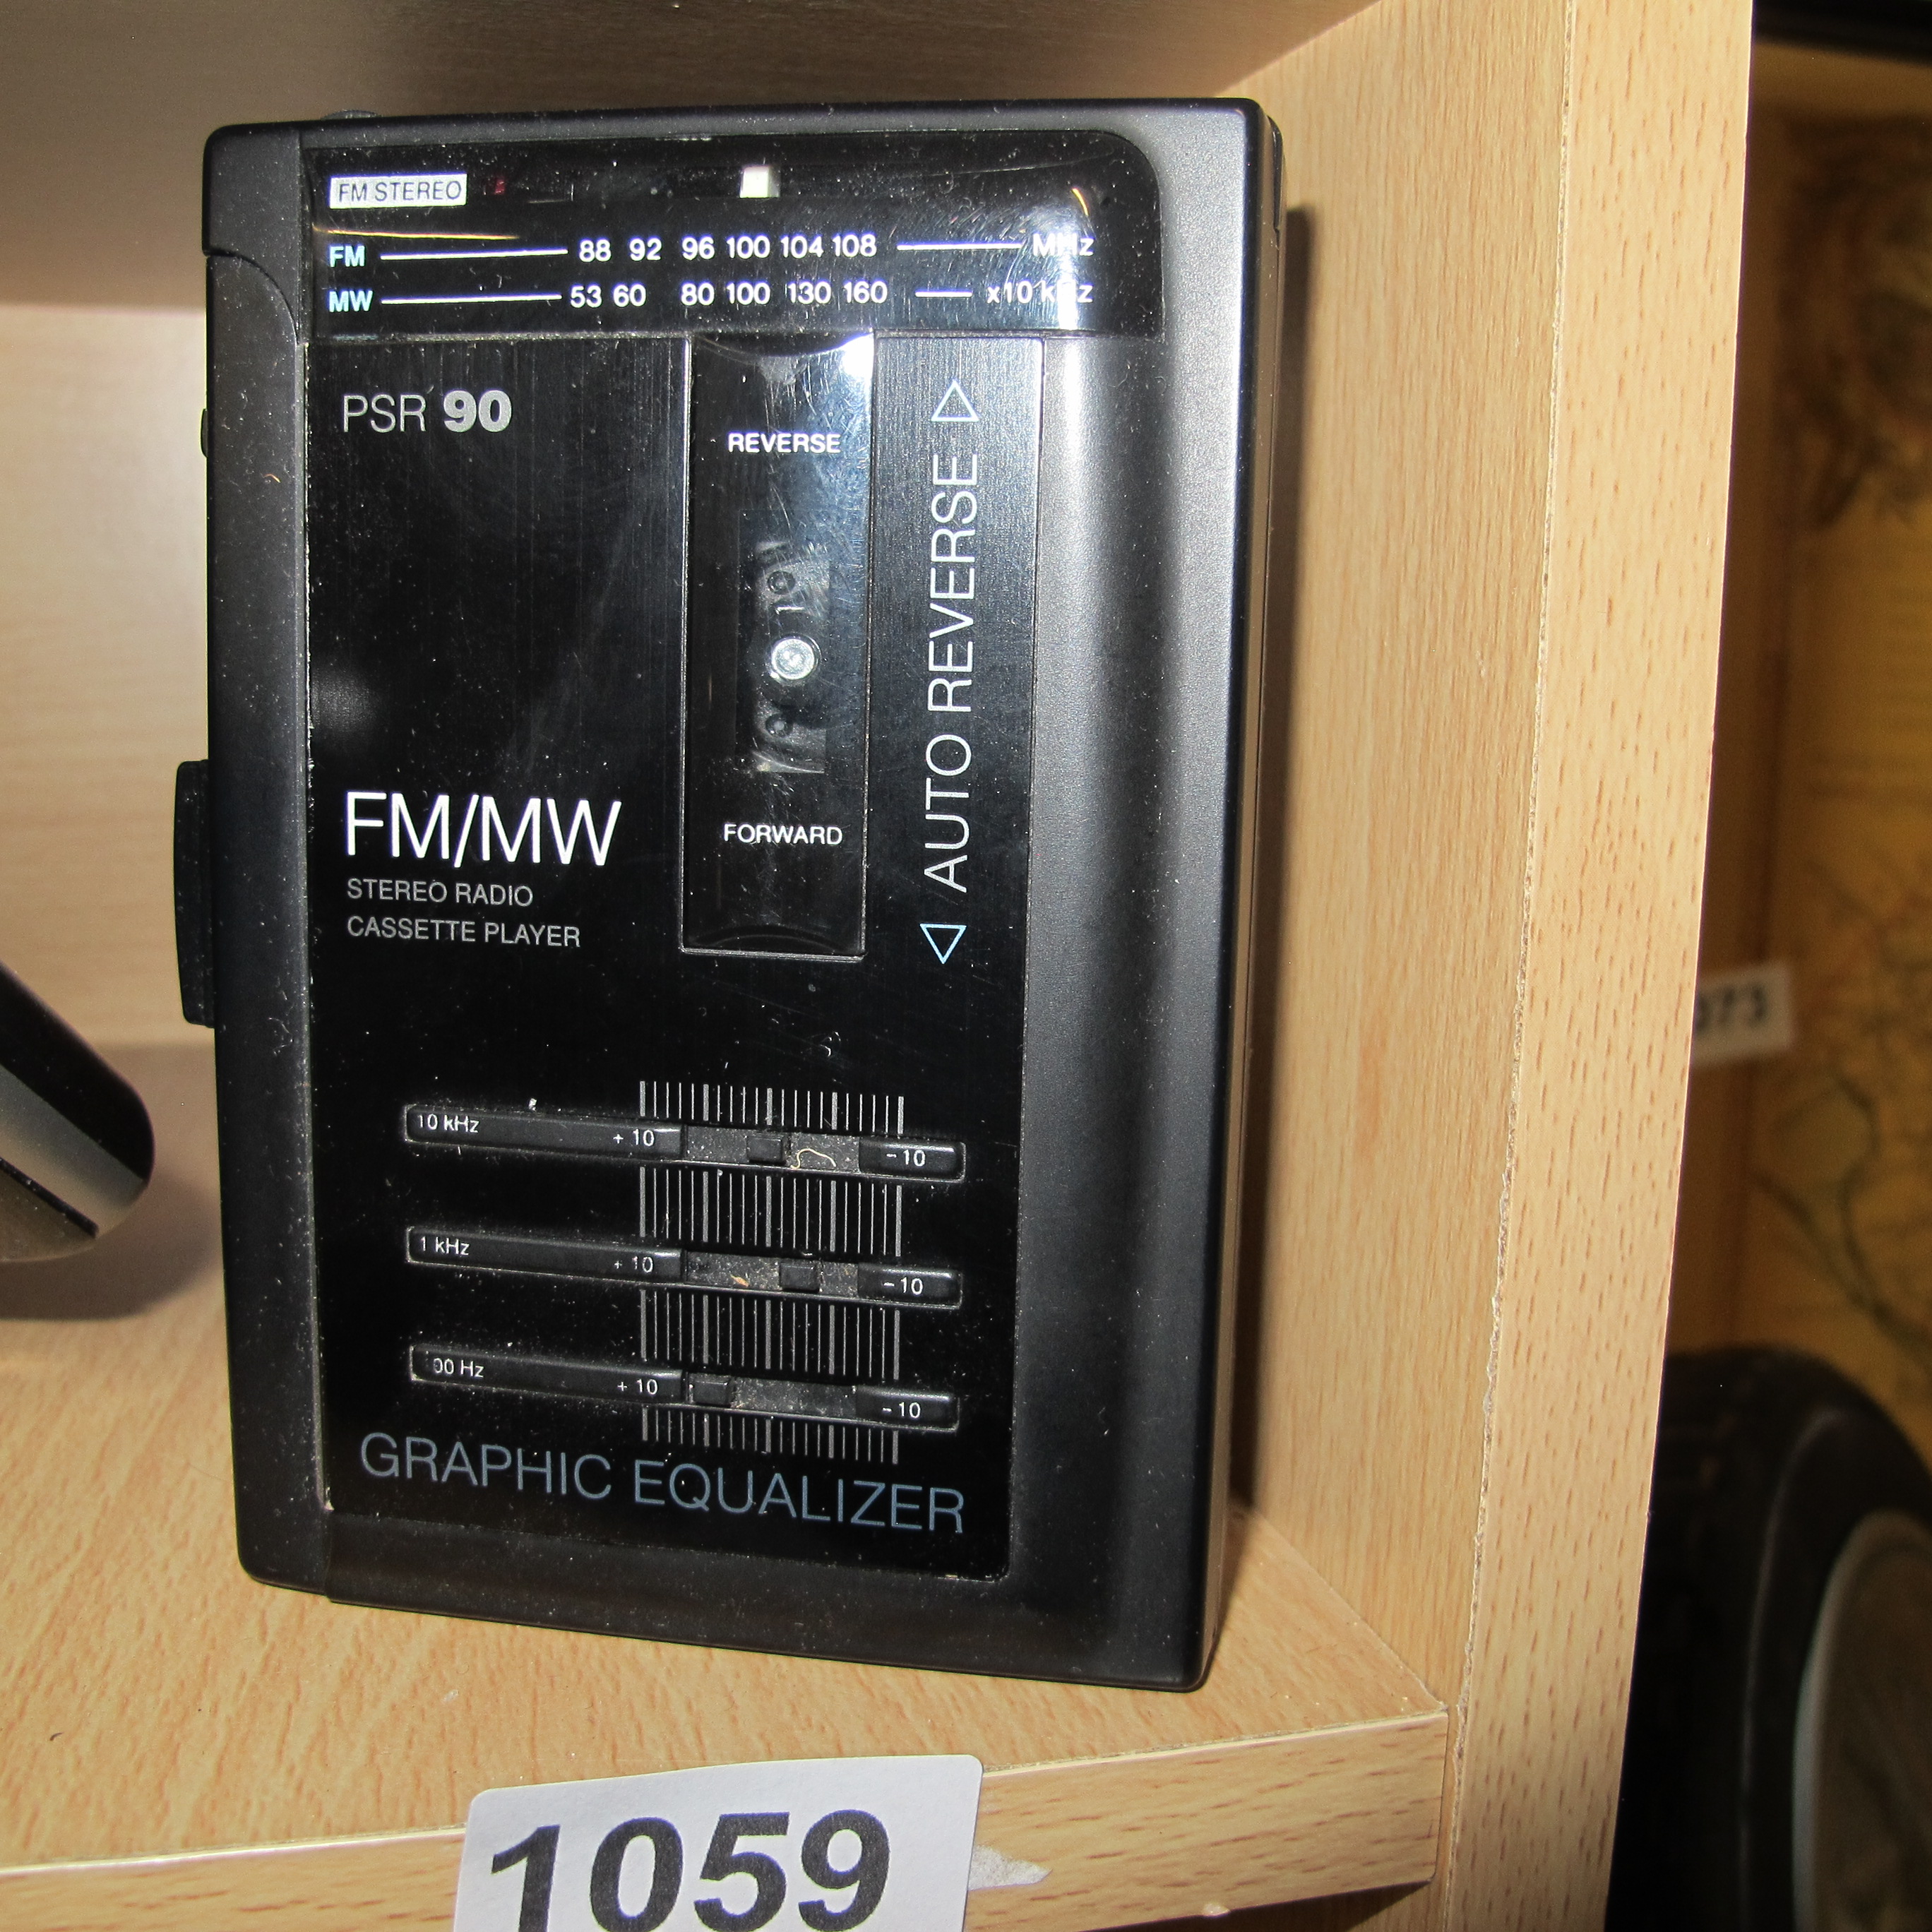 FM STEREO
FM 88 92 96 100 104 108 MHz
MW 53 60 80 100 130 160 x10 kHz
PSR 90
REVERSE
AUTO REVERSE
FORWARD
FM/MW
STEREO RADIO
CASSETTE PLAYER
10 kHz +10 -10
1 kHz +10 -10
00 Hz +10 -10
GRAPHIC EQUALIZER
1059